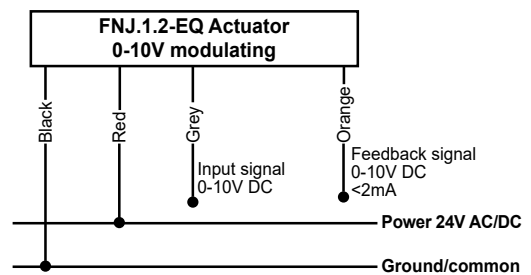 FNJ.1.2-EQ Actuator
0-10V modulating
Black
Red
Grey
Orange
Input signal
0-10V DC
Feedback signal
0-10V DC
<2mA
Power 24V AC/DC
Ground/common